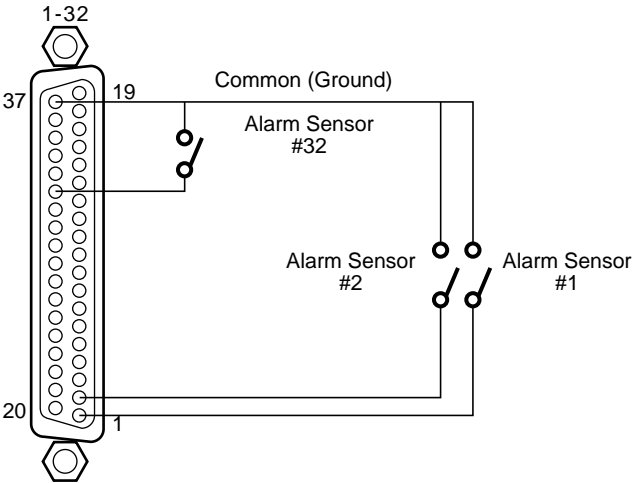 1-32
37
19
Common (Ground)
Alarm Sensor
#32
Alarm Sensor
#2
Alarm Sensor
#1
20
1